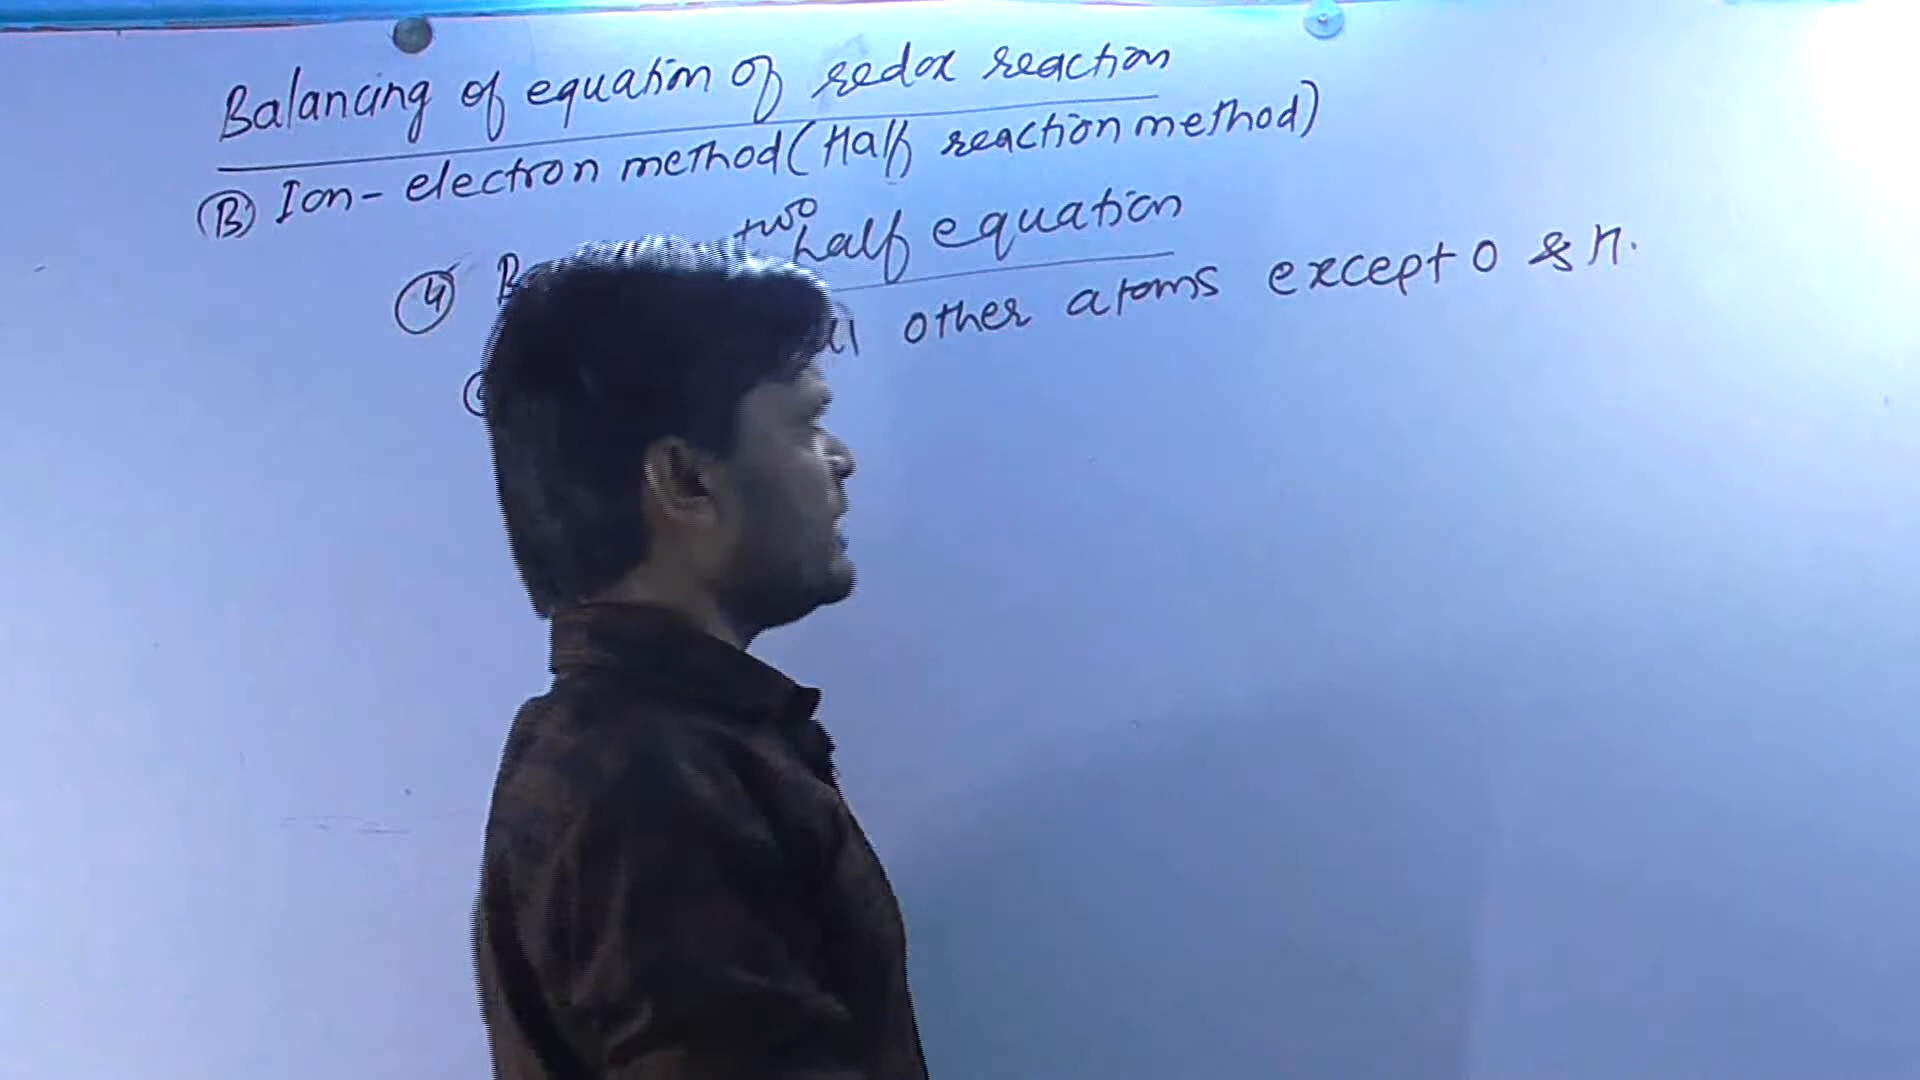 Balancing of equation of redox reaction
(B) Ion-electron method (Half reaction method)
(4) two half equation
other atoms except O & H.